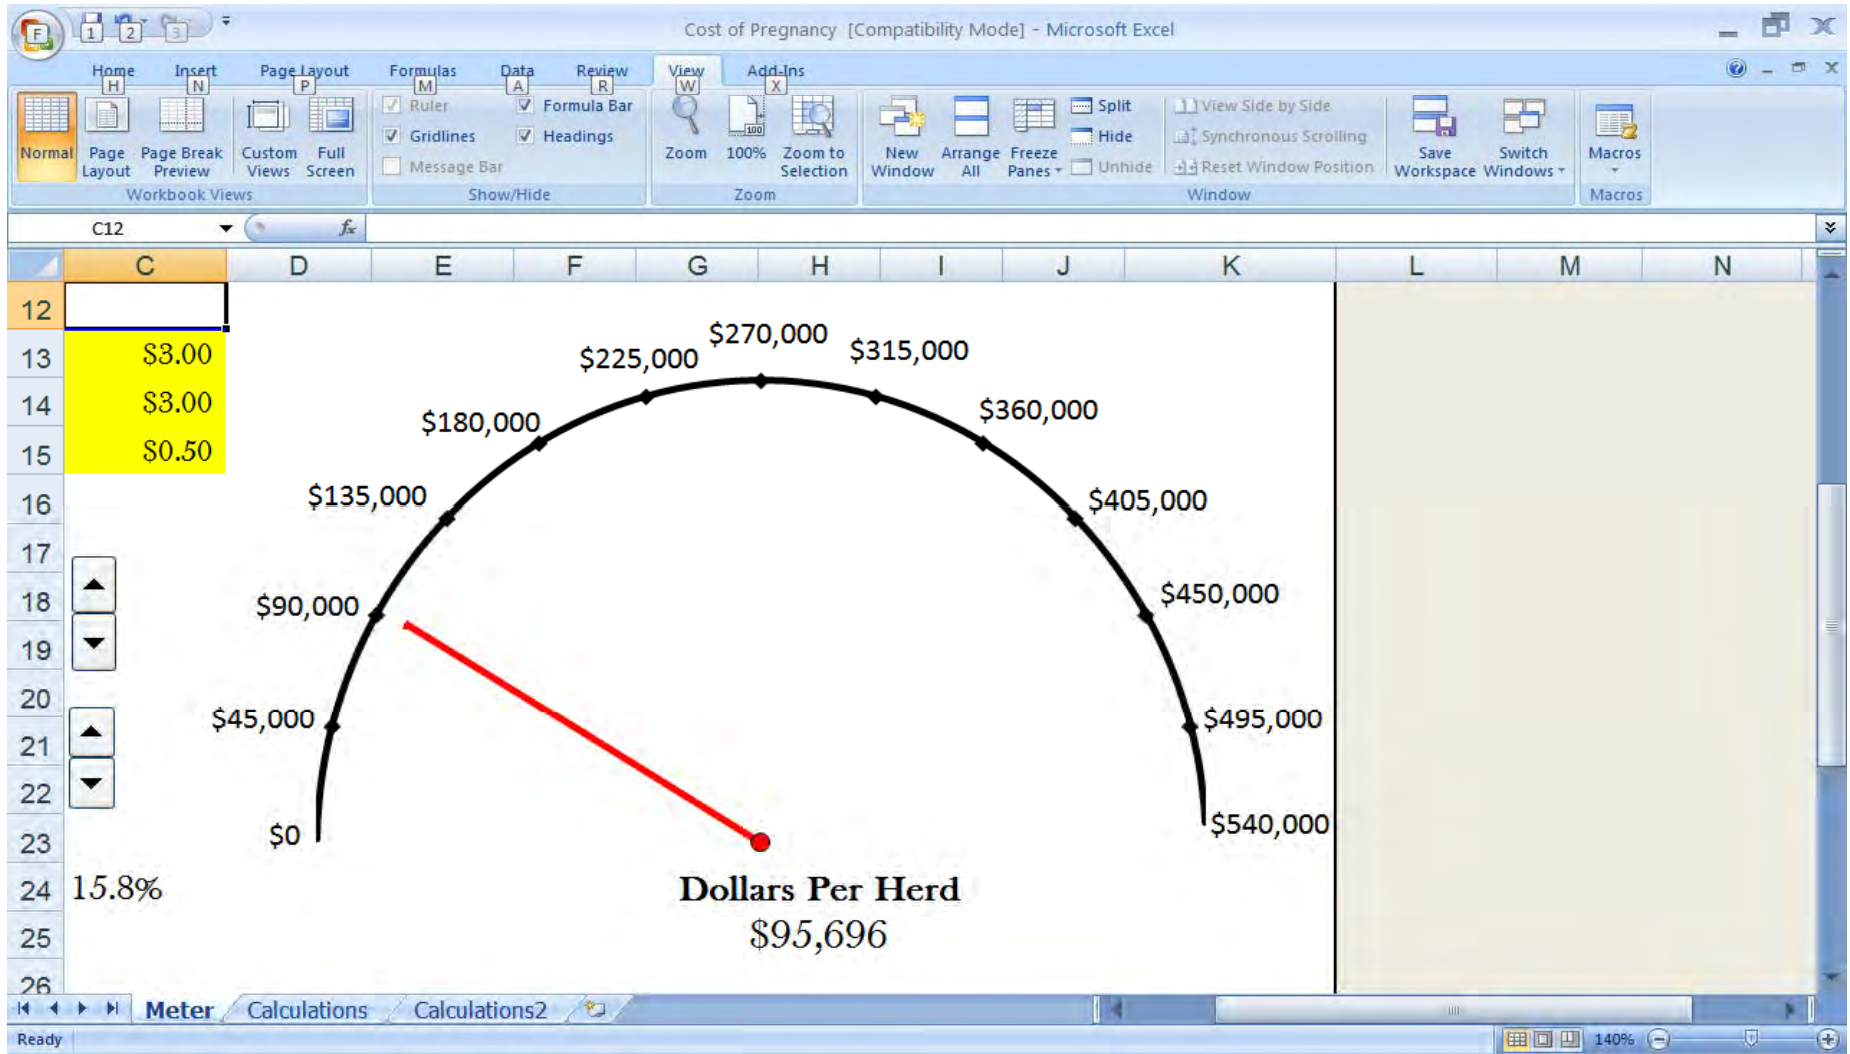 F
1 2 3
Cost of Pregnancy [Compatibility Mode] - Microsoft Excel
Home Insert Page Layout Formulas Data Review View Add-Ins
H N P M A R W X
Normal
Page Layout
Page Break Preview
Custom Views
Full Screen
Workbook Views
Ruler
Formula Bar
Gridlines
Headings
Message Bar
Show/Hide
Zoom
100
100%
Zoom to Selection
Zoom
New Window
Arrange All
Freeze Panes
Split
Hide
Unhide
View Side by Side
Synchronous Scrolling
Reset Window Position
Save Workspace
Switch Windows
Window
Macros
Macros
C12
fx
C D E F G H I J K L M N
12
13 $3.00
14 $3.00
15 $0.50
16
17
18
19
20
21
22
23
24 15.8%
25
26
$0
$45,000
$90,000
$135,000
$180,000
$225,000
$270,000
$315,000
$360,000
$405,000
$450,000
$495,000
$540,000
Dollars Per Herd
$95,696
Meter Calculations Calculations2
Ready
140%